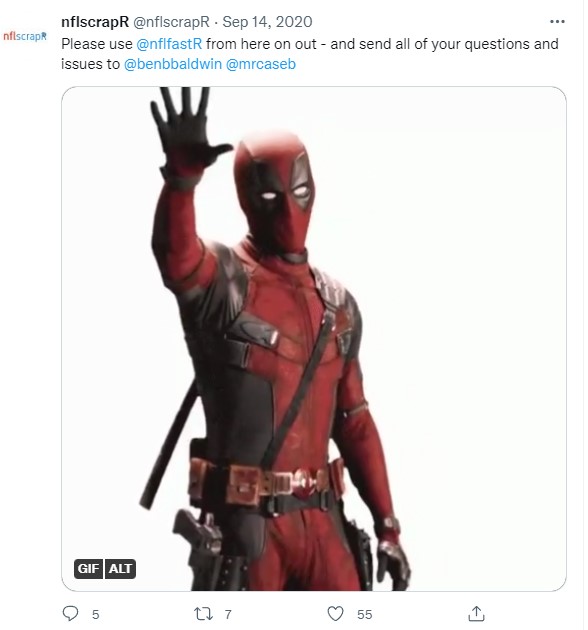 nflscrapR @nflscrapR · Sep 14, 2020 ...
nflscrapR
Please use @nflfastR from here on out - and send all of your questions and
issues to @benbbaldwin @mrcaseb
GIF ALT
5 7 55